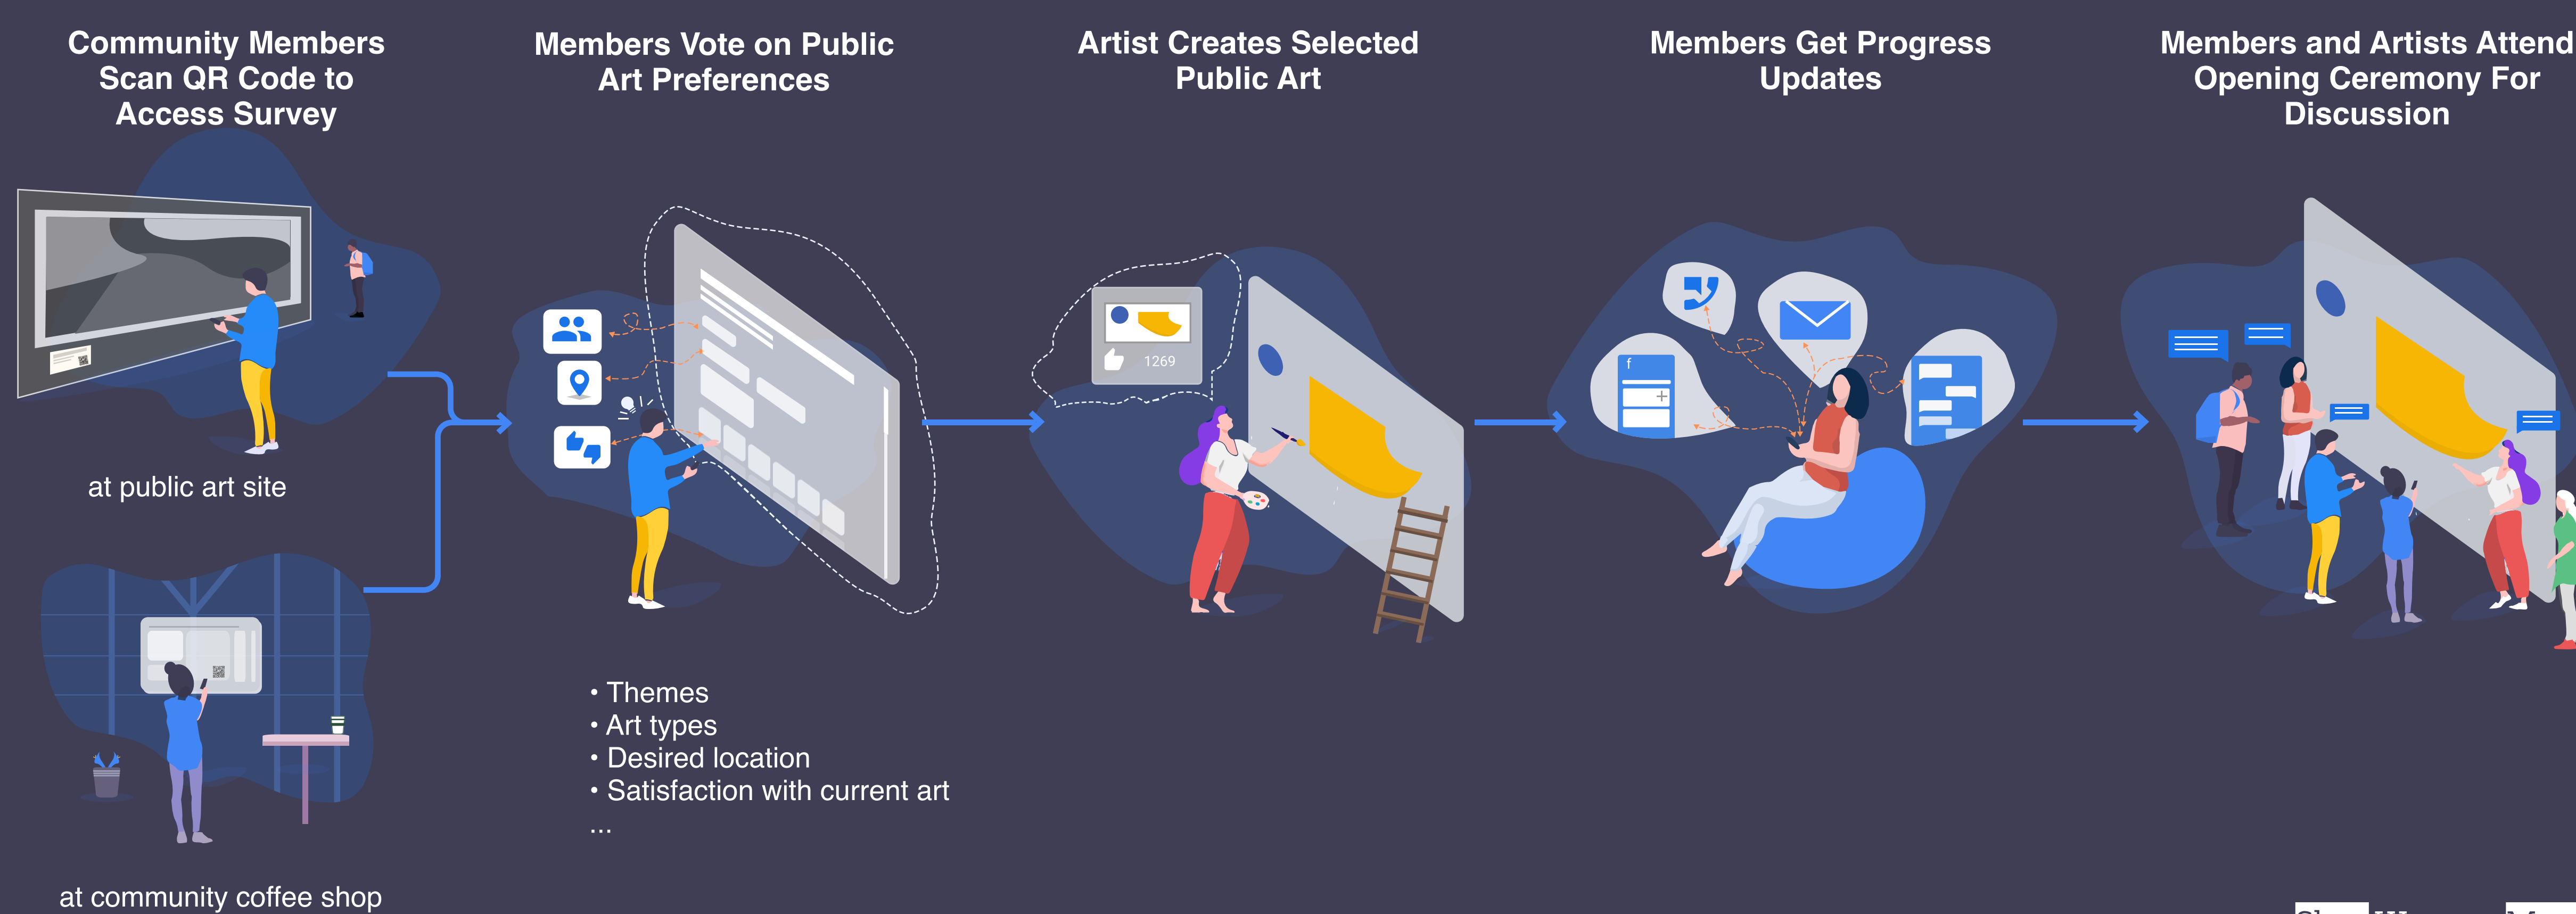 Community Members
Scan QR Code to
Access Survey
at public art site
at community coffee shop
Members Vote on Public
Art Preferences
• Themes
• Art types
• Desired location
• Satisfaction with current art
...
Artist Creates Selected
Public Art
1269
Members Get Progress
Updates
f
+
Members and Artists Attend
Opening Ceremony For
Discussion